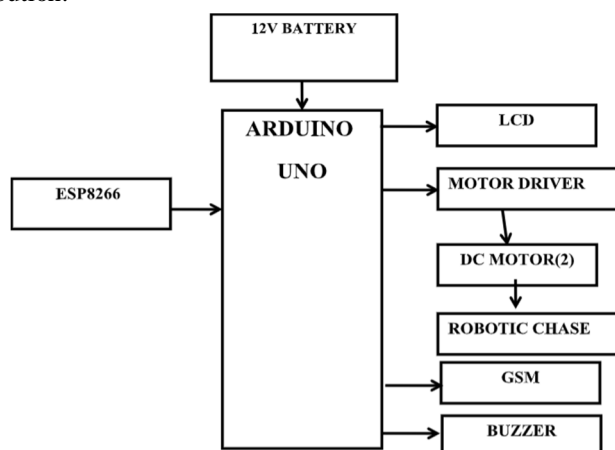 12V BATTERY
ARDUINO
UNO
LCD
MOTOR DRIVER
ESP8266
DC MOTOR(2)
ROBOTIC CHASE
GSM
BUZZER